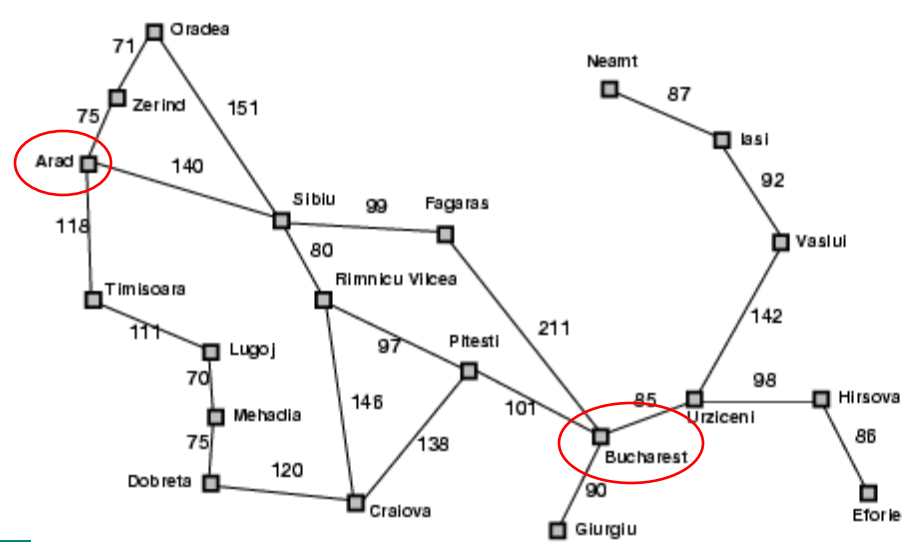 Oradea
71
Neamt
87
Zerind
75
151
Iasi
Arad
140
92
Sibiu
99
Fagaras
118
80
Vaslui
Rimnicu Vilcea
Timisoara
142
111
211
Lugoj
97
Pitesti
70
98
Hirsova
146
101
85
Urziceni
Mehadia
75
138
86
Bucharest
120
Dobreta
90
Craiova
Eforie
Giurgiu